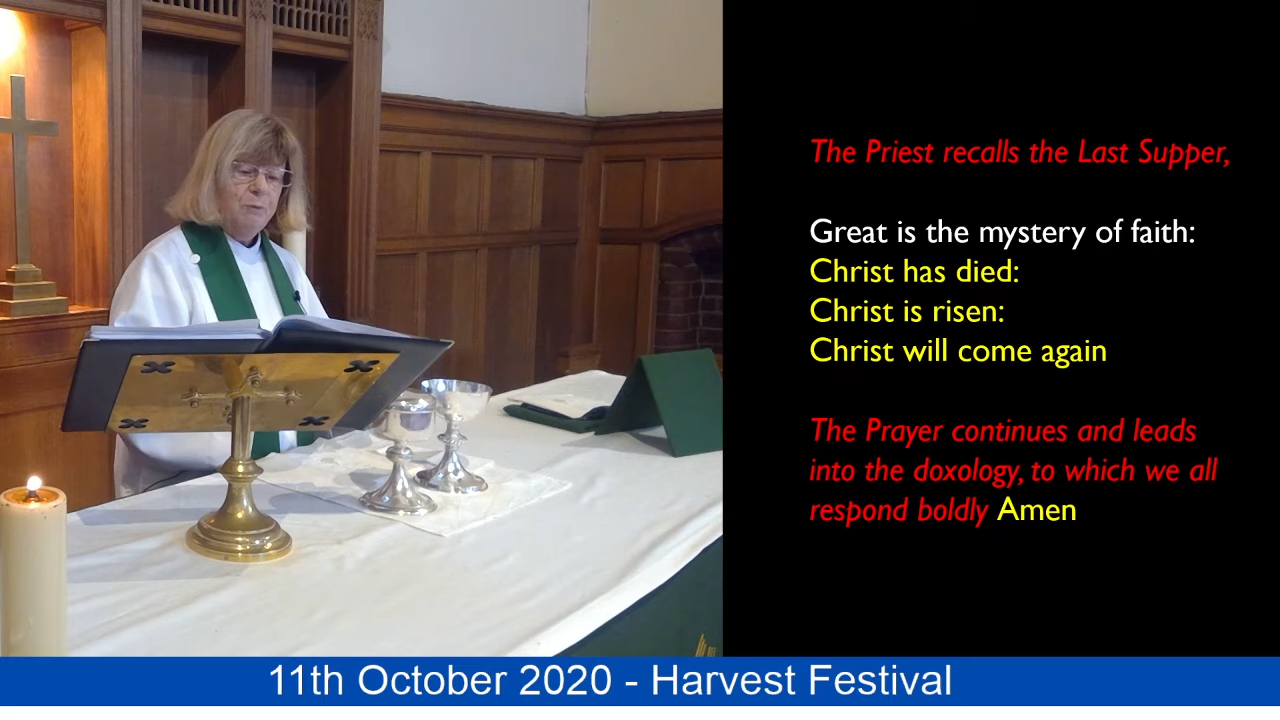 The Priest recalls the Last Supper,
Great is the mystery of faith:
Christ has died:
Christ is risen:
Christ will come again
The Prayer continues and leads
into the doxology, to which we all
respond boldly Amen
11th October 2020 - Harvest Festival